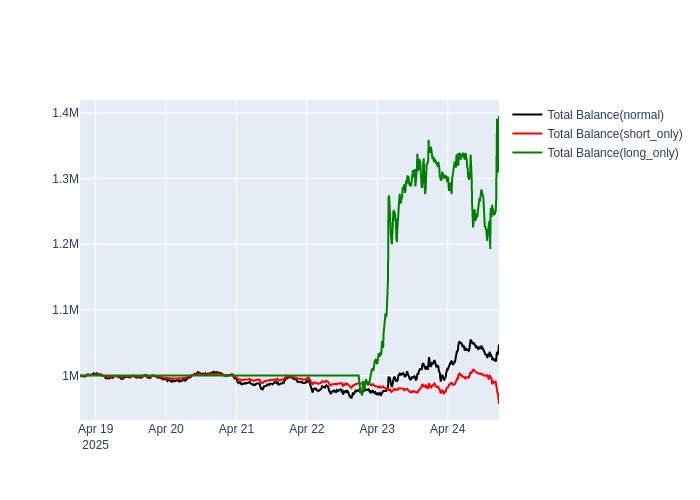 1.4M
1.3M
1.2M
1.1M
1M
Apr 19
2025
Apr 20
Apr 21
Apr 22
Apr 23
Apr 24
Total Balance(normal)
Total Balance(short_only)
Total Balance(long_only)